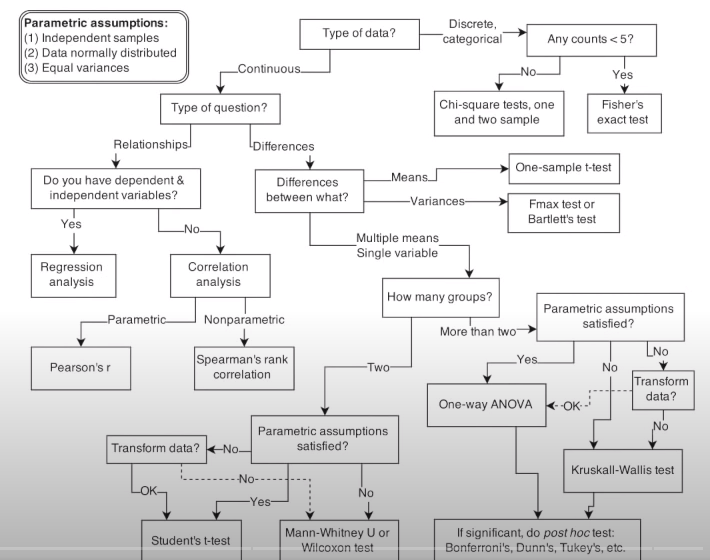 Parametric assumptions:
(1) Independent samples
(2) Data normally distributed
(3) Equal variances
Type of data?
Discrete,
categorical
Any counts < 5?
Continuous
No
Yes
Type of question?
Chi-square tests, one
and two sample
Fisher's
exact test
Relationships
Differences
Do you have dependent &
independent variables?
Differences
between what?
Means
One-sample t-test
Variances
Fmax test or
Bartlett's test
Yes
No
Multiple means
Single variable
Regression
analysis
Correlation
analysis
How many groups?
Parametric assumptions
satisfied?
Parametric
Nonparametric
More than two
Pearson's r
Spearman's rank
correlation
Two
Yes
No
No
Transform
data?
One-way ANOVA
OK
No
Parametric assumptions
satisfied?
Transform data?
No
Kruskall-Wallis test
No
OK
Yes
No
Student's t-test
Mann-Whitney U or
Wilcoxon test
If significant, do post hoc test:
Bonferroni's, Dunn's, Tukey's, etc.